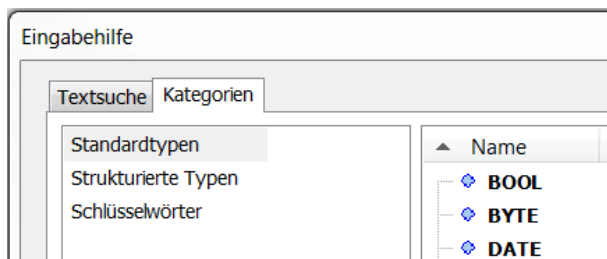 Eingabehilfe
Textsuche Kategorien
Standardtypen
Strukturierte Typen
Schlüsselwörter
Name
BOOL
BYTE
DATE